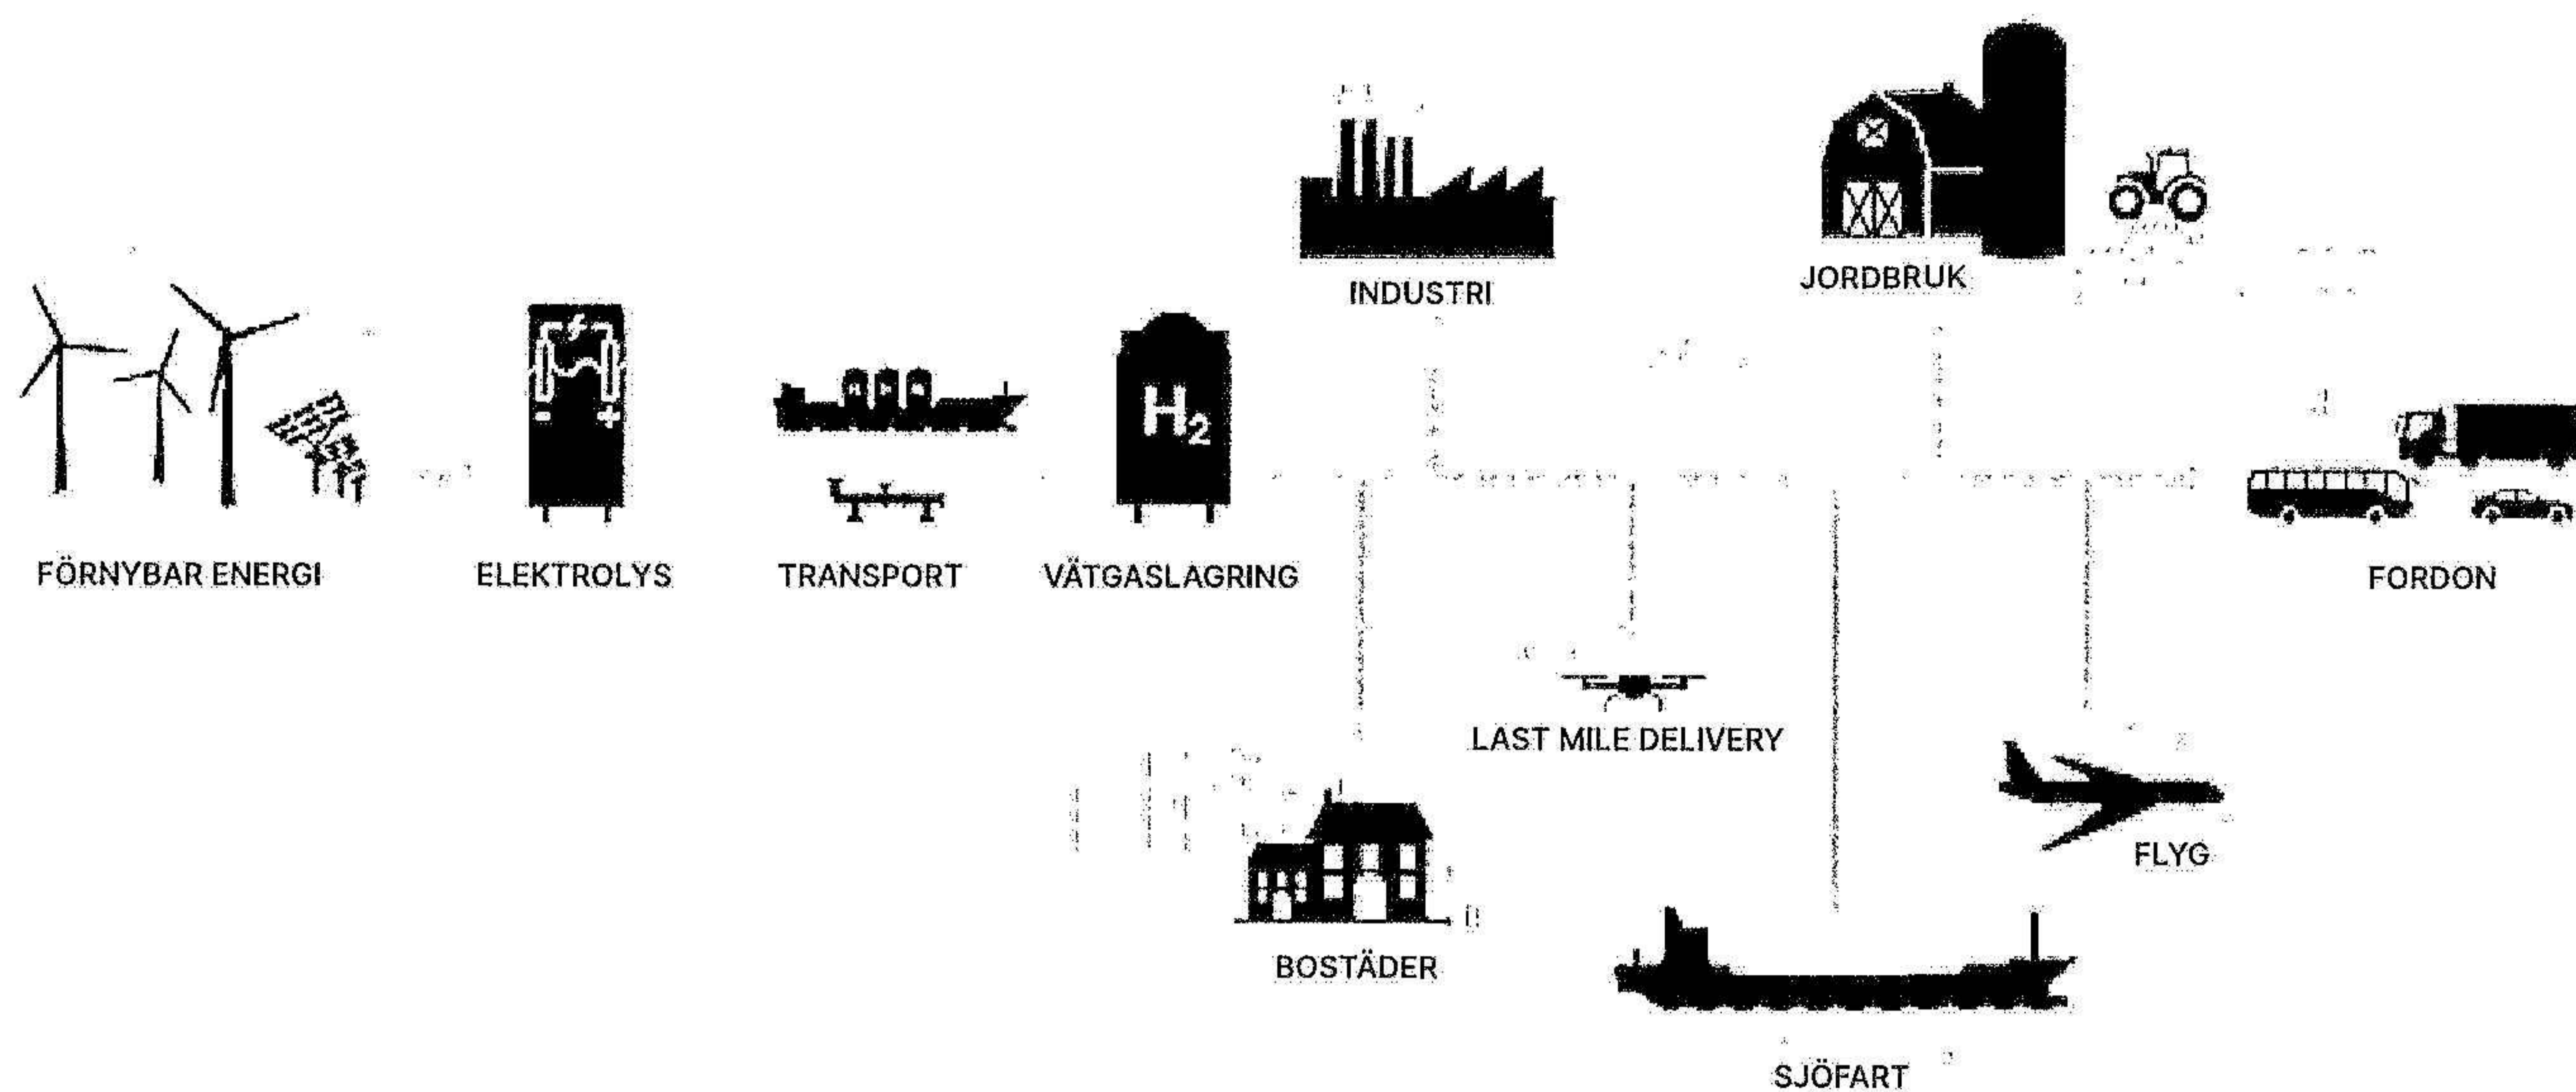 INDUSTRI
JORDBRUK
H₂
FÖRNYBAR ENERGI
ELEKTROLYS
TRANSPORT
VÄTGASLAGRING
FORDON
LAST MILE DELIVERY
FLYG
BOSTÄDER
SJÖFART